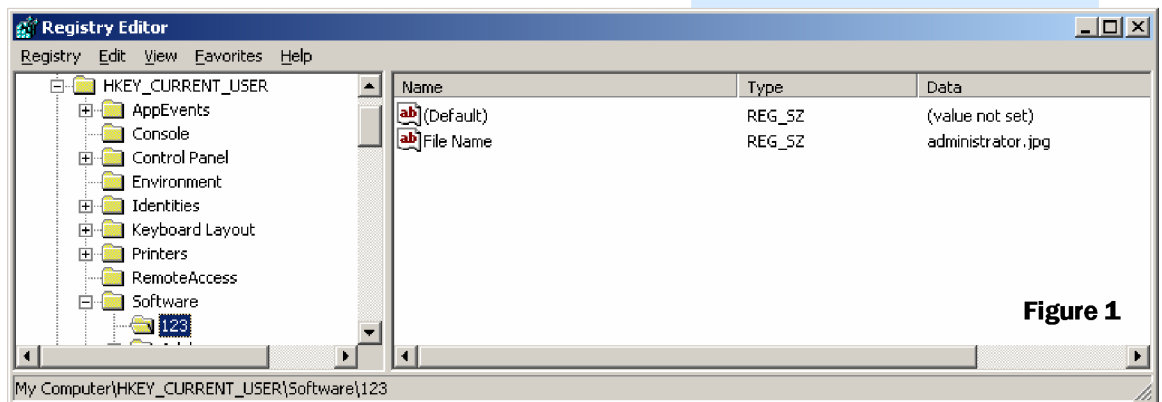 Registry Editor
Registry Edit View Favorites Help
HKEY_CURRENT_USER
AppEvents
Console
Control Panel
Environment
Identities
Keyboard Layout
Printers
RemoteAccess
Software
123
Name Type Data
ab (Default) REG_SZ (value not set)
ab File Name REG_SZ administrator.jpg
Figure 1
My Computer\HKEY_CURRENT_USER\Software\123